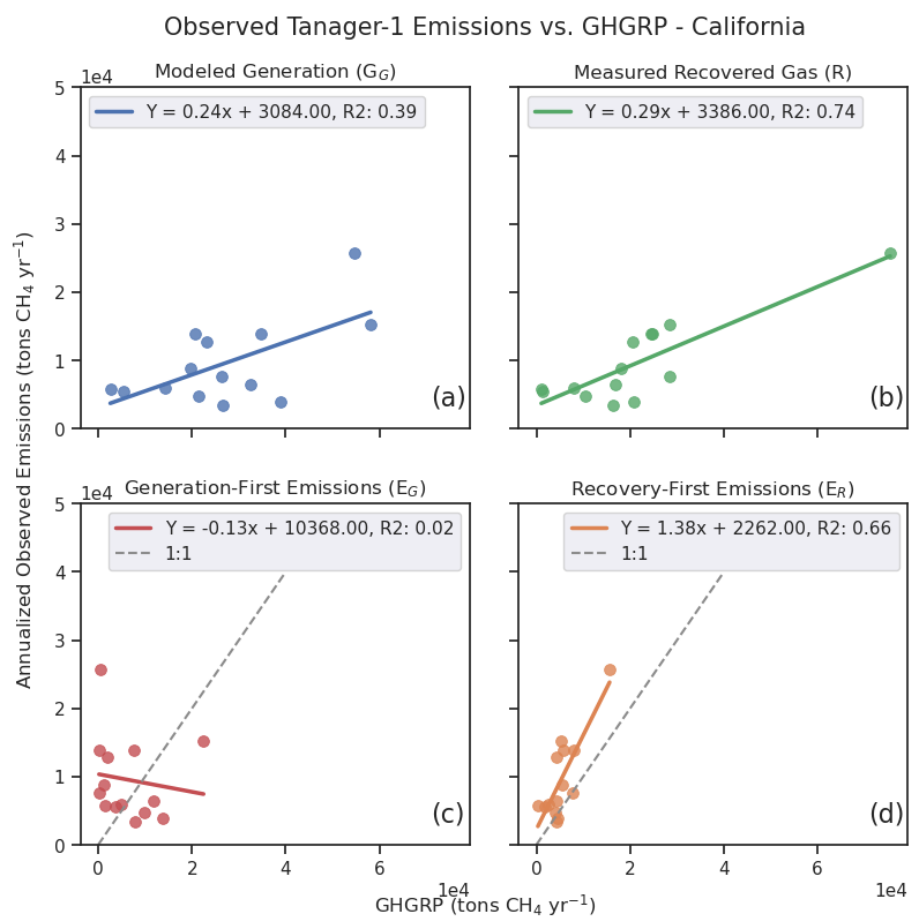 Observed Tanager-1 Emissions vs. GHGRP - California
1e4 Modeled Generation (G_G)
Measured Recovered Gas (R)
Y = 0.24x + 3084.00, R2: 0.39
Y = 0.29x + 3386.00, R2: 0.74
5
4
3
2
1
0
(a)
(b)
1e4 Generation-First Emissions (E_G)
Recovery-First Emissions (E_R)
Y = -0.13x + 10368.00, R2: 0.02
1:1
Y = 1.38x + 2262.00, R2: 0.66
1:1
5
4
3
2
1
0
(c)
(d)
0 2 4 6
1e4
0 2 4 6
1e4
Annualized Observed Emissions (tons CH₄ yr⁻¹)
GHGRP (tons CH₄ yr⁻¹)